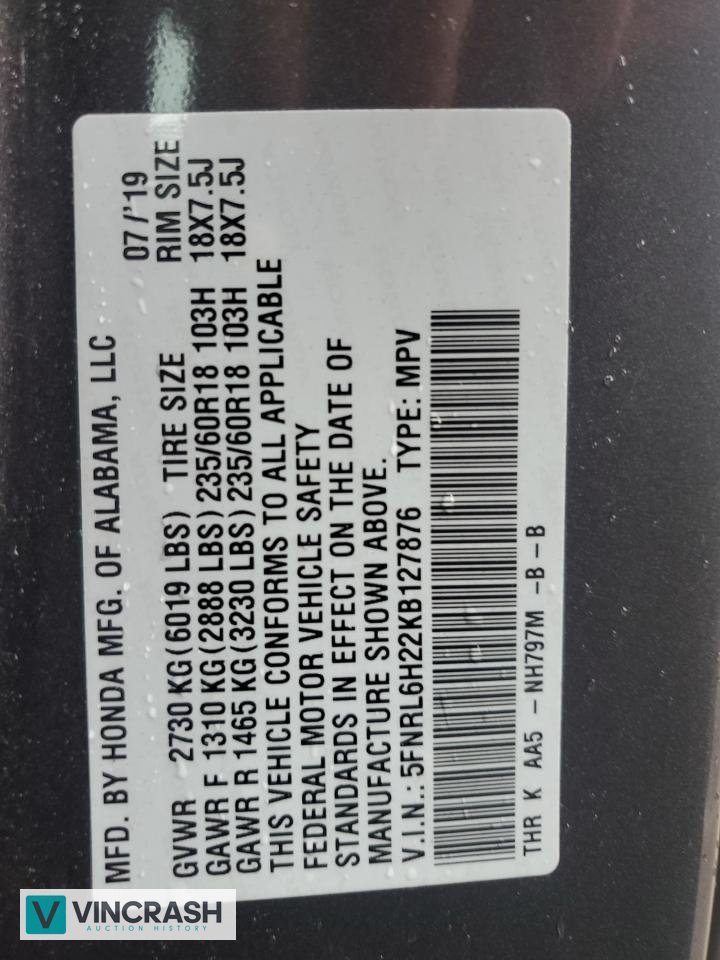 MFD. BY HONDA MFG. OF ALABAMA, LLC 07/'19
GVWR 2730 KG(6019 LBS) TIRE SIZE RIM SIZE
GAWR F 1310 KG(2888 LBS) 235/60R18 103H 18X7.5J
GAWR R 1465 KG(3230 LBS) 235/60R18 103H 18X7.5J
THIS VEHICLE CONFORMS TO ALL APPLICABLE
FEDERAL MOTOR VEHICLE SAFETY
STANDARDS IN EFFECT ON THE DATE OF
MANUFACTURE SHOWN ABOVE.
V.I.N.: 5FNRL6H22KB127876 TYPE: MPV
THR K AA5 - NH797M -B - B
V VINCRASH
AUCTION HISTORY